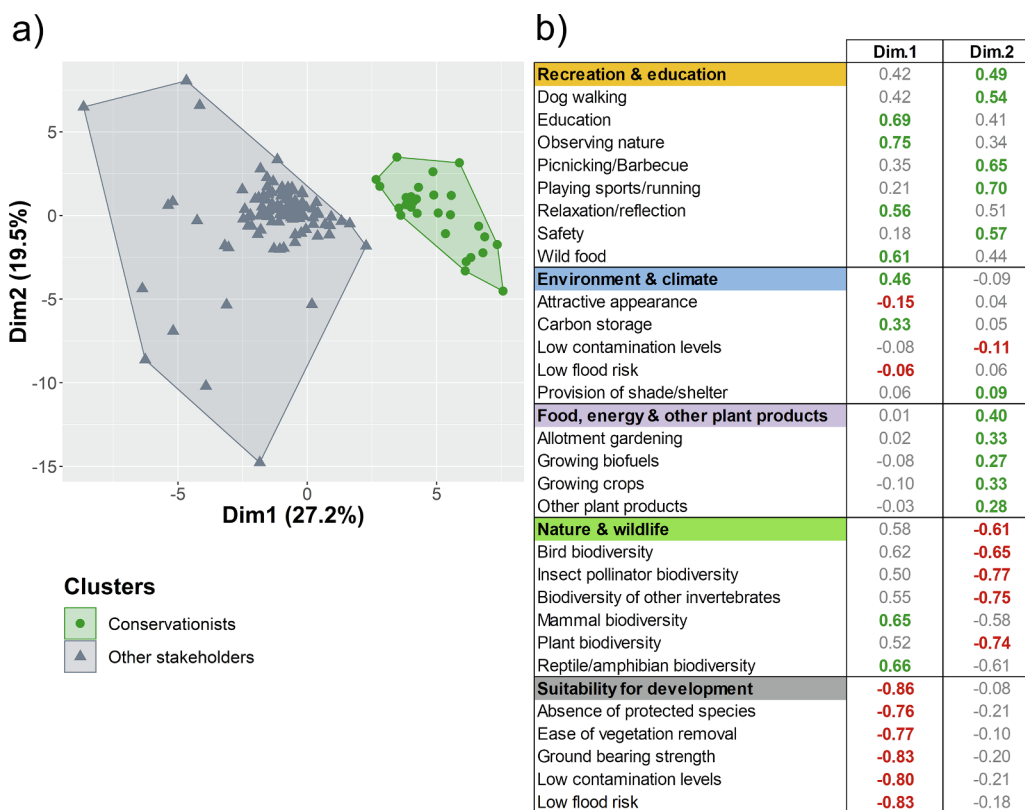 a)
5
0
-5
-10
-15
-5
0
5
Dim2 (19.5%)
Dim1 (27.2%)
Clusters
Conservationists
Other stakeholders
b)
Dim.1 Dim.2
Recreation & education 0.42 0.49
Dog walking 0.42 0.54
Education 0.69 0.41
Observing nature 0.75 0.34
Picnicking/Barbecue 0.35 0.65
Playing sports/running 0.21 0.70
Relaxation/reflection 0.56 0.51
Safety 0.18 0.57
Wild food 0.61 0.44
Environment & climate 0.46 -0.09
Attractive appearance -0.15 0.04
Carbon storage 0.33 0.05
Low contamination levels -0.08 -0.11
Low flood risk -0.06 0.06
Provision of shade/shelter 0.06 0.09
Food, energy & other plant products 0.01 0.40
Allotment gardening 0.02 0.33
Growing biofuels -0.08 0.27
Growing crops -0.10 0.33
Other plant products -0.03 0.28
Nature & wildlife 0.58 -0.61
Bird biodiversity 0.62 -0.65
Insect pollinator biodiversity 0.50 -0.77
Biodiversity of other invertebrates 0.55 -0.75
Mammal biodiversity 0.65 -0.58
Plant biodiversity 0.52 -0.74
Reptile/amphibian biodiversity 0.66 -0.61
Suitability for development -0.86 -0.08
Absence of protected species -0.76 -0.21
Ease of vegetation removal -0.77 -0.10
Ground bearing strength -0.83 -0.20
Low contamination levels -0.80 -0.21
Low flood risk -0.83 -0.18